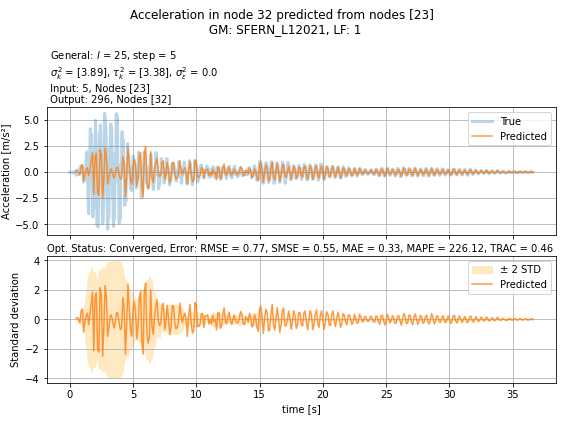 Acceleration in node 32 predicted from nodes [23]
GM: SFERN_L12021, LF: 1
General: l = 25, step = 5
σ²ₖ = [3.89], τ²ₖ = [3.38], σ²ε = 0.0
Input: 5, Nodes [23]
Output: 296, Nodes [32]
5.0
2.5
0.0
−2.5
−5.0
Acceleration [m/s²]
True
Predicted
Opt. Status: Converged, Error: RMSE = 0.77, SMSE = 0.55, MAE = 0.33, MAPE = 226.12, TRAC = 0.46
4
2
0
−2
−4
Standard deviation
± 2 STD
Predicted
0 5 10 15 20 25 30 35
time [s]